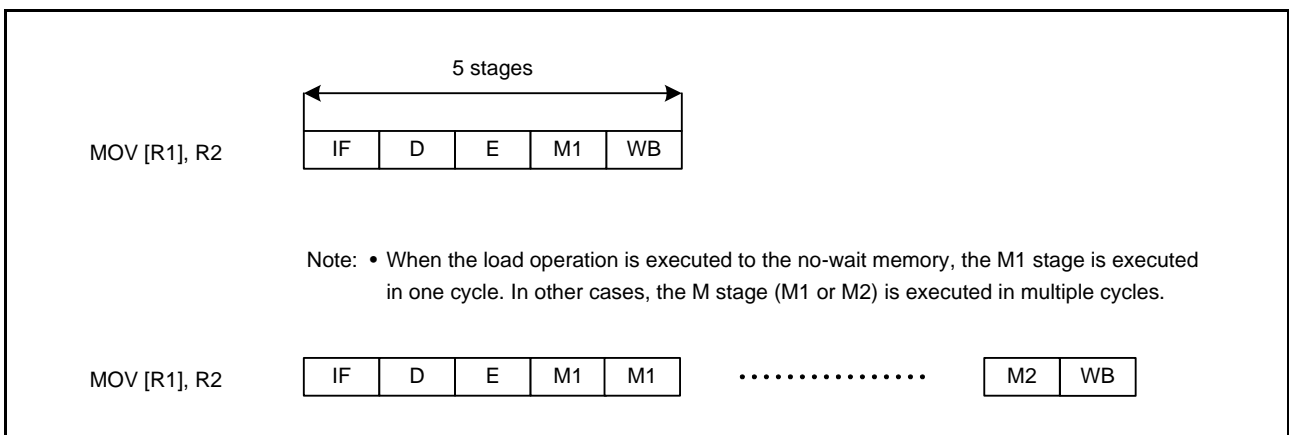 5 stages
MOV [R1], R2 IF D E M1 WB
Note: • When the load operation is executed to the no-wait memory, the M1 stage is executed
in one cycle. In other cases, the M stage (M1 or M2) is executed in multiple cycles.
MOV [R1], R2 IF D E M1 M1 ................ M2 WB